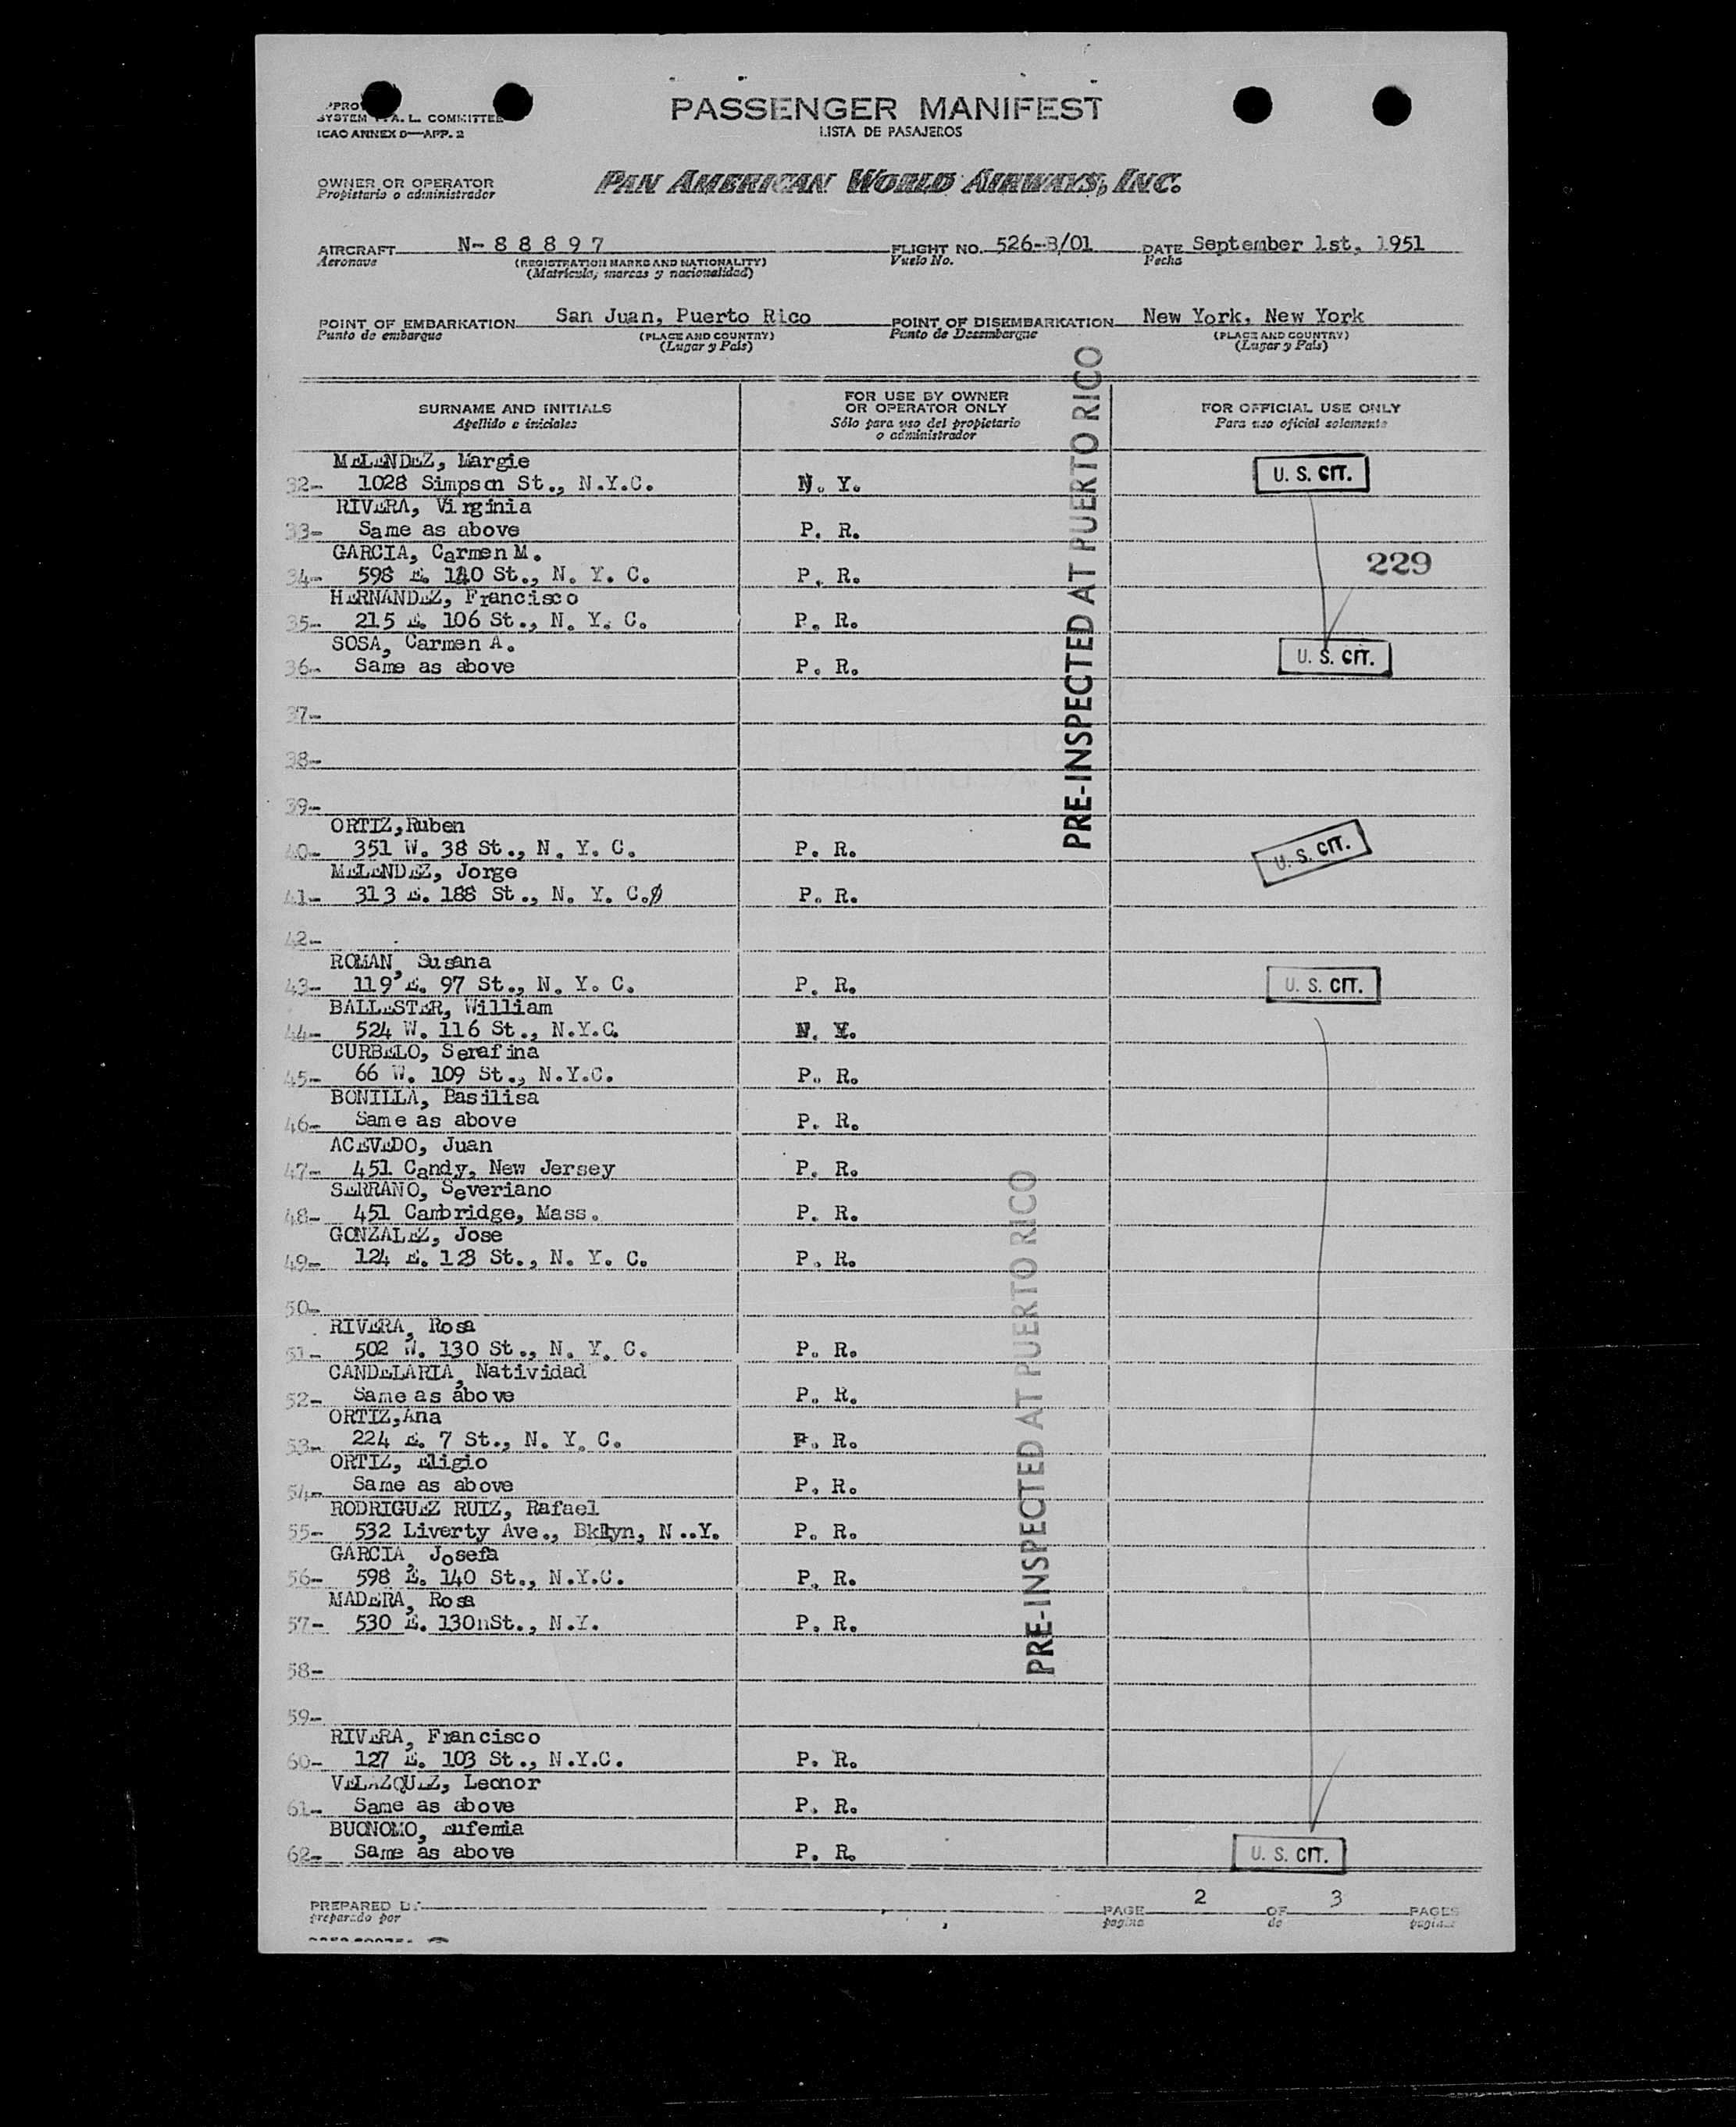 SYSTEM A. L. COMMITTEE
ICAO ANNEX 9—APP. 2
PASSENGER MANIFEST
LISTA DE PASAJEROS
OWNER OR OPERATOR
Propietario o administrador
PAN AMERICAN WORLD AIRWAYS, INC.
AIRCRAFT N-88897 FLIGHT NO. 526-B/01 DATE September 1st, 1951
Aeronave (REGISTRATION MARKS AND NATIONALITY) Vuelo No. Fecha
(Matrícula, marcas y nacionalidad)
POINT OF EMBARKATION San Juan, Puerto Rico POINT OF DISEMBARKATION New York, New York
Punto de embarque (PLACE AND COUNTRY) Punto de Desembarque (PLACE AND COUNTRY)
(Lugar y País) (Lugar y País)
SURNAME AND INITIALS
Apellido e iniciales
FOR USE BY OWNER
OR OPERATOR ONLY
Sólo para uso del propietario
o administrador
FOR OFFICIAL USE ONLY
Para uso oficial solamente
MELENDEZ, Margie
32- 1028 Simpson St., N.Y.C. N. Y. U. S. CIT.
RIVERA, Virginia
33- Same as above P. R.
GARCIA, Carmen M. 229
34- 598 E. 140 St., N. Y. C. P. R.
HERNANDEZ, Francisco
35- 215 E. 106 St., N. Y. C. P. R.
SOSA, Carmen A.
36- Same as above P. R. U. S. CIT.
37-
38-
39-
PRE-INSPECTED AT PUERTO RICO
ORTIZ,Ruben
40- 351 W. 38 St., N. Y. C. P. R. U. S. CIT.
MELENDEZ, Jorge
41- 313 E. 188 St., N. Y. C. P. R.
42-
ROMAN, Susana
43- 119 E. 97 St., N. Y. C. P. R. U. S. CIT.
BALLESTER, William
44- 524 W. 116 St., N.Y.C. N. Y.
CURBELO, Serafina
45- 66 W. 109 St., N.Y.C. P. R.
BONILLA, Basilisa
46- Same as above P. R.
ACEVEDO, Juan
47- 451 Candy, New Jersey P. R.
SERRANO, Severiano
48- 451 Cambridge, Mass. P. R.
GONZALEZ, Jose
49- 124 E. 123 St., N. Y. C. P. R.
50-
RIVERA, Rosa
51- 502 W. 130 St., N. Y. C. P. R.
CANDELARIA, Natividad
52- Same as above P. R.
ORTIZ,Ana
53- 224 E. 7 St., N. Y. C. P. R.
ORTIZ, Eligio
54- Same as above P. R.
RODRIGUEZ RUIZ, Rafael
55- 532 Liverty Ave., Bklyn, N..Y. P. R.
GARCIA, Josefa
56- 598 E. 140 St., N.Y.C. P. R.
MADERA, Rosa
57- 530 E. 130nSt., N.Y. P. R.
PRE-INSPECTED AT PUERTO RICO
58-
59-
RIVERA, Francisco
60- 127 E. 103 St., N.Y.C. P. R.
VELAZQUEZ, Leonor
61- Same as above P. R.
BUONOMO, Eufemia
62- Same as above P. R. U. S. CIT.
PREPARED BY PAGE 2 OF 3 PAGES
preparado por pagina de paginas